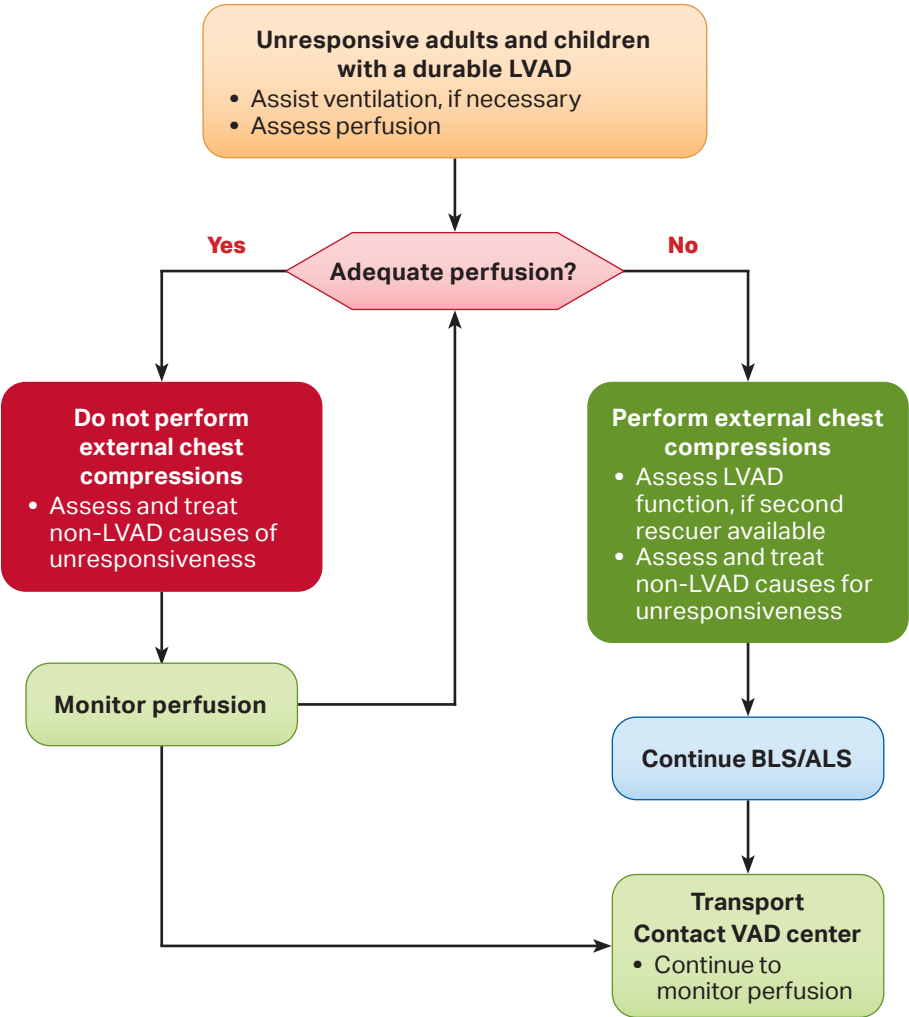 Unresponsive adults and children
with a durable LVAD
• Assist ventilation, if necessary
• Assess perfusion
Yes
Adequate perfusion?
No
Do not perform
external chest
compressions
• Assess and treat
non-LVAD causes of
unresponsiveness
Perform external chest
compressions
• Assess LVAD
function, if second
rescuer available
• Assess and treat
non-LVAD causes for
unresponsiveness
Monitor perfusion
Continue BLS/ALS
Transport
Contact VAD center
• Continue to
monitor perfusion